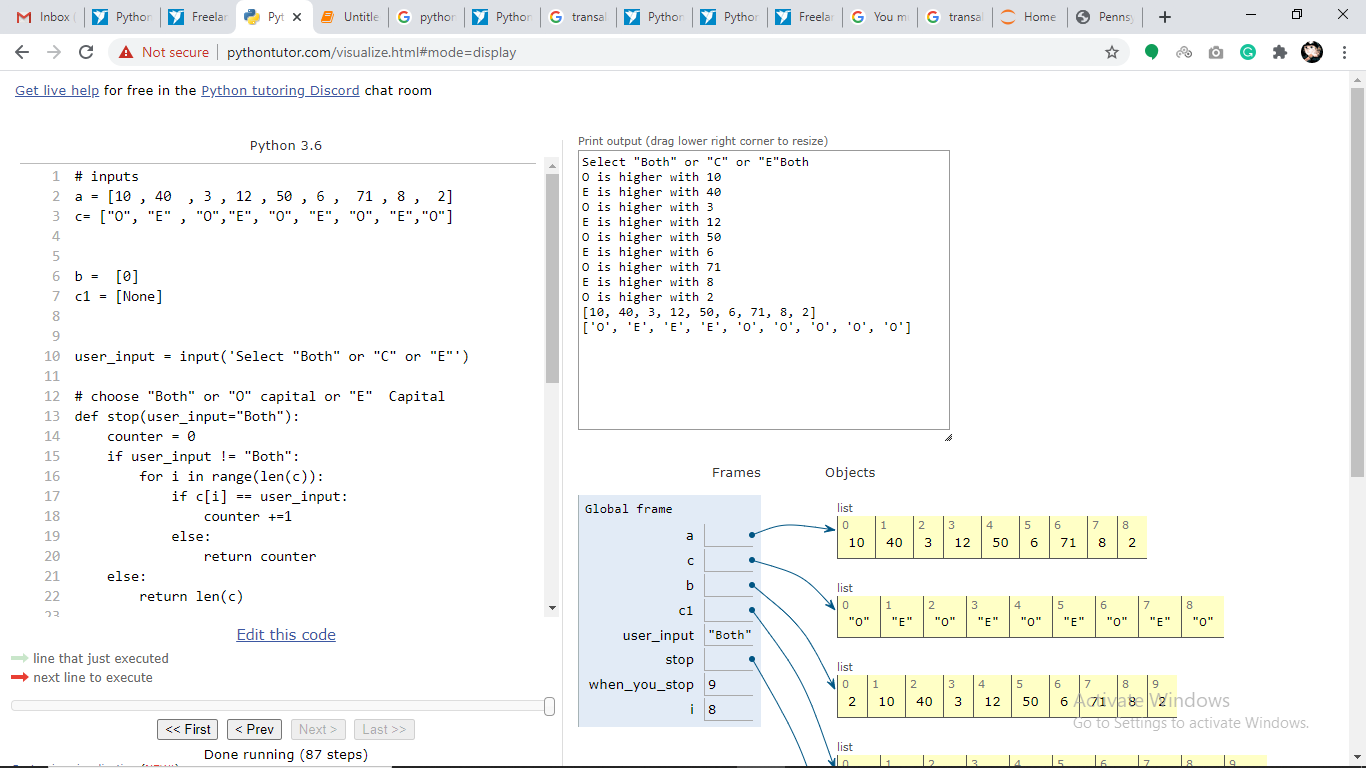 Inbox
Python
Freelan
Pyt
Untitle
python
Python
transal
Python
Python
Freelan
You m
transal
Home
Pennsy
Not secure pythontutor.com/visualize.html#mode=display
Get live help for free in the Python tutoring Discord chat room
Python 3.6
1 # inputs
2 a = [10 , 40  , 3 , 12 , 50 , 6 ,  71 , 8 ,  2]
3 c= ["O", "E" , "O","E", "O", "E", "O", "E","O"]
4
5
6 b =  [0]
7 c1 = [None]
8
9
10 user_input = input('Select "Both" or "C" or "E"')
11
12 # choose "Both" or "O" capital or "E"  Capital
13 def stop(user_input="Both"):
14     counter = 0
15     if user_input != "Both":
16         for i in range(len(c)):
17             if c[i] == user_input:
18                 counter +=1
19             else:
20                 return counter
21     else:
22         return len(c)
23
Edit this code
line that just executed
next line to execute
<< First
< Prev
Next >
Last >>
Done running (87 steps)
Print output (drag lower right corner to resize)
Select "Both" or "C" or "E"Both
O is higher with 10
E is higher with 40
O is higher with 3
E is higher with 12
O is higher with 50
E is higher with 6
O is higher with 71
E is higher with 8
O is higher with 2
[10, 40, 3, 12, 50, 6, 71, 8, 2]
['O', 'E', 'E', 'E', 'O', 'O', 'O', 'O', 'O']
Frames
Objects
Global frame
a
c
b
c1
user_input "Both"
stop
when_you_stop 9
i 8
list
0 1 2 3 4 5 6 7 8
10 40 3 12 50 6 71 8 2
list
0 1 2 3 4 5 6 7 8
"O" "E" "O" "E" "O" "E" "O" "E" "O"
list
0 1 2 3 4 5 6 7 8 9
2 10 40 3 12 50 6 71 8 2
list
0 1 2 3 4 5 6 7 8 9
Activate Windows
Go to Settings to activate Windows.